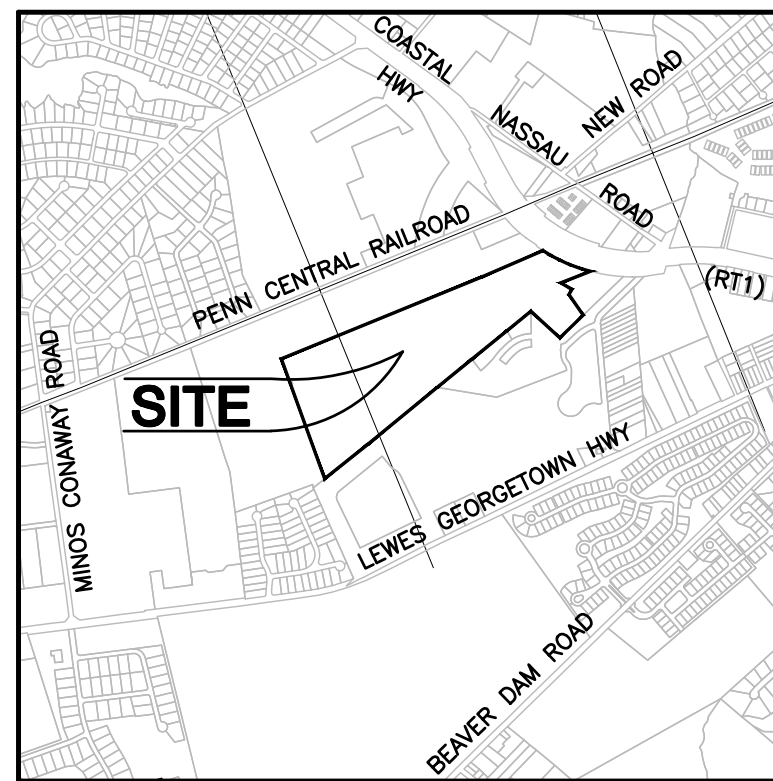 COASTAL
HWY
NASSAU
ROAD
NEW ROAD
(RT1)
PENN CENTRAL RAILROAD
SITE
MINOS CONAWAY ROAD
LEWES GEORGETOWN HWY
BEAVER DAM ROAD